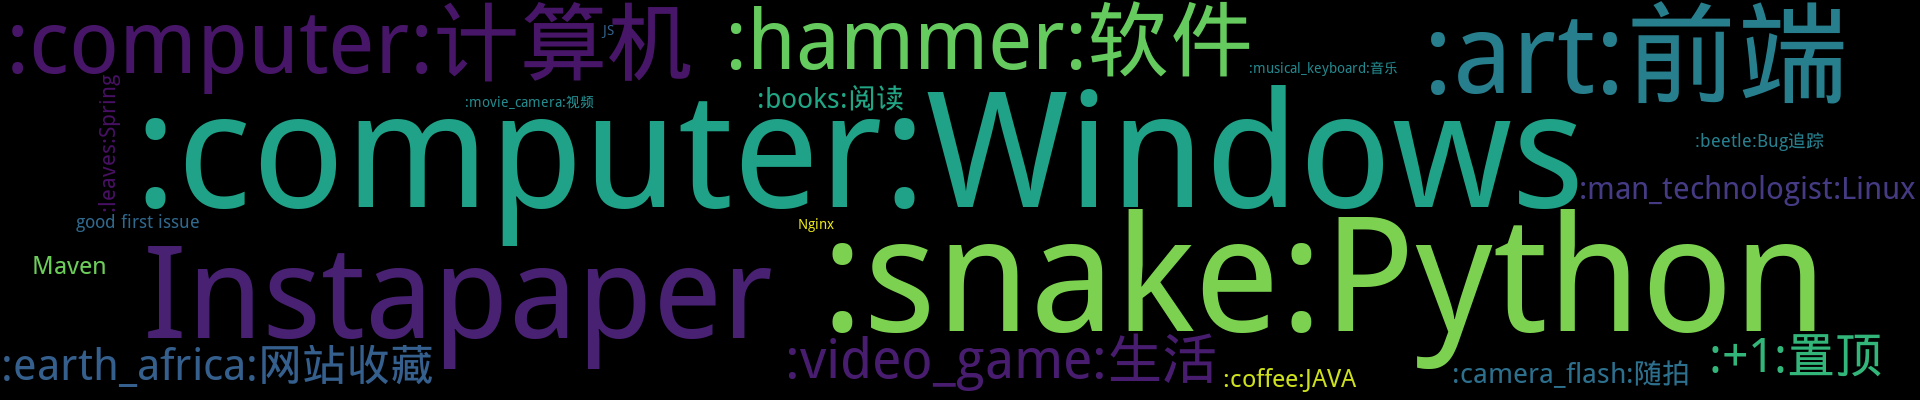 :computer:计算机
JS
:hammer:软件
:art:前端
:musical_keyboard:音乐
:movie_camera:视频
:books:阅读
:leaves:Spring
:computer:Windows
:beetle:Bug追踪
:man_technologist:Linux
good first issue
Nginx
Maven
Instapaper
:snake:Python
:earth_africa:网站收藏
:video_game:生活
:coffee:JAVA
:camera_flash:随拍
:+1:置顶